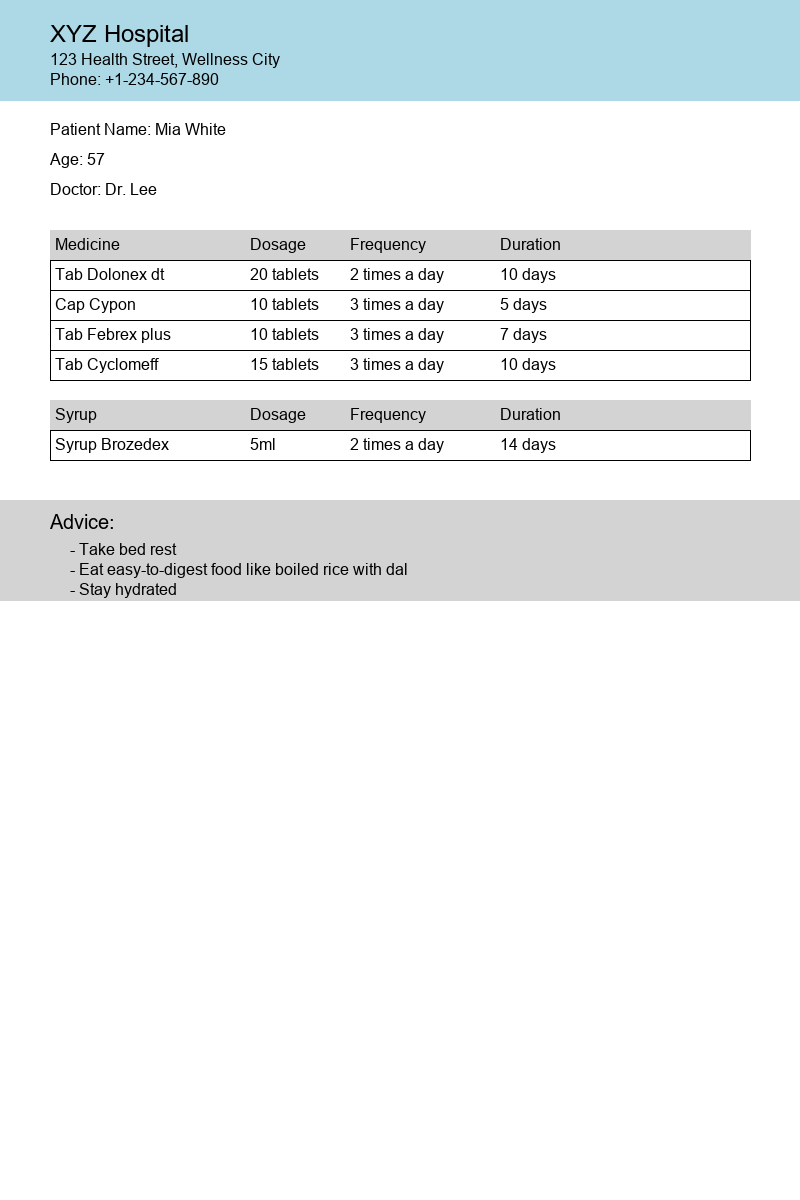 XYZ Hospital
123 Health Street, Wellness City
Phone: +1-234-567-890
Patient Name: Mia White
Age: 57
Doctor: Dr. Lee
Medicine Dosage Frequency Duration
Tab Dolonex dt 20 tablets 2 times a day 10 days
Cap Cypon 10 tablets 3 times a day 5 days
Tab Febrex plus 10 tablets 3 times a day 7 days
Tab Cyclomeff 15 tablets 3 times a day 10 days
Syrup Dosage Frequency Duration
Syrup Brozedex 5ml 2 times a day 14 days
Advice:
- Take bed rest
- Eat easy-to-digest food like boiled rice with dal
- Stay hydrated